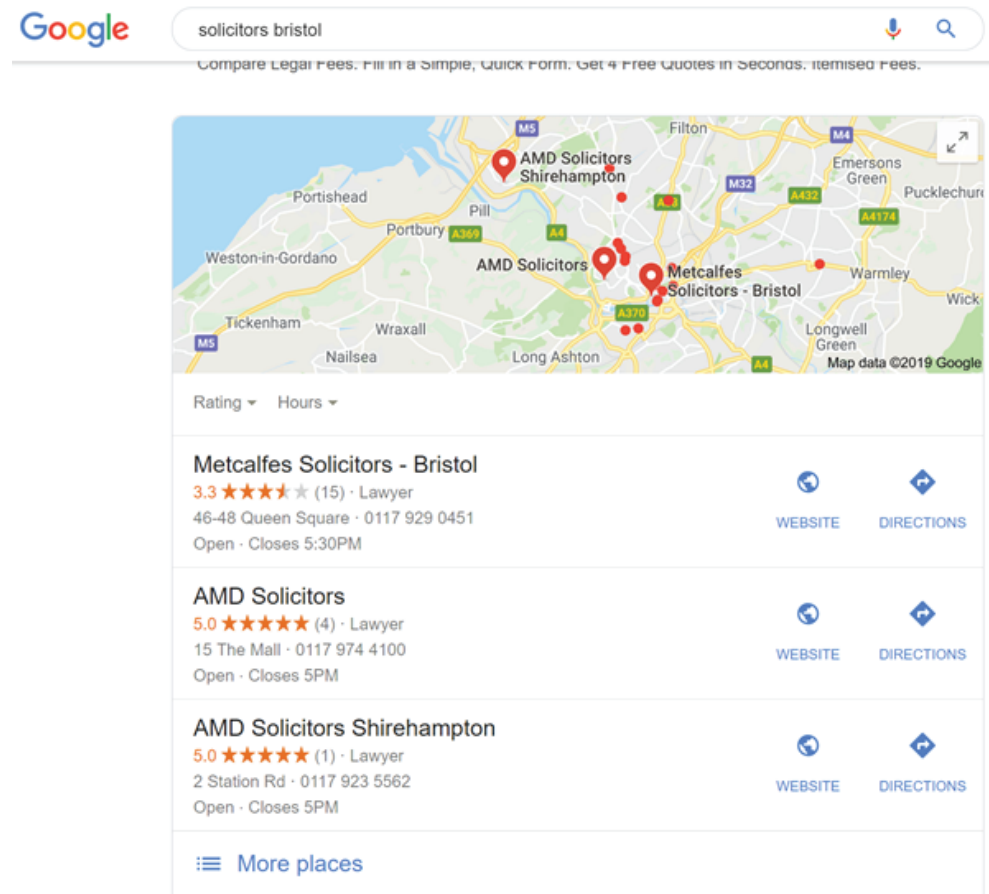 Google
solicitors bristol
Compare Legal Fees. Fill in a Simple, Quick Form. Get 4 Free Quotes in Seconds. Itemised Fees.
M5
Filton
M4
AMD Solicitors
Shirehampton
Emersons
Green
M32
Portishead
A432
Pucklechurc
Pill
A38
A4174
Portbury
A369
A4
Weston-in-Gordano
AMD Solicitors
Metcalfes
Solicitors - Bristol
Warmley
Wick
A370
Tickenham
Wraxall
Longwell
Green
M5
Nailsea
Long Ashton
A4
Map data ©2019 Google
Rating
Hours
Metcalfes Solicitors - Bristol
3.3 (15) · Lawyer
46-48 Queen Square · 0117 929 0451
Open · Closes 5:30PM
WEBSITE
DIRECTIONS
AMD Solicitors
5.0 (4) · Lawyer
15 The Mall · 0117 974 4100
Open · Closes 5PM
WEBSITE
DIRECTIONS
AMD Solicitors Shirehampton
5.0 (1) · Lawyer
2 Station Rd · 0117 923 5562
Open · Closes 5PM
WEBSITE
DIRECTIONS
More places